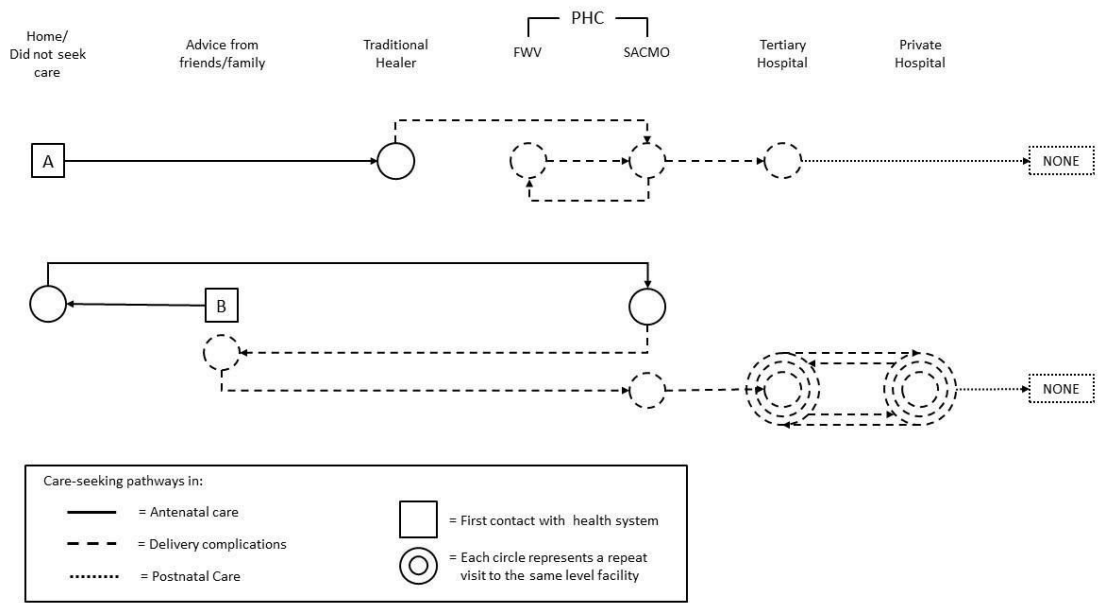 PHC
Home/
Did not seek
care
Advice from
friends/family
Traditional
Healer
FWV
SACMO
Tertiary
Hospital
Private
Hospital
A
NONE
B
NONE
Care-seeking pathways in:
= Antenatal care
= Delivery complications
= Postnatal Care
= First contact with health system
= Each circle represents a repeat
visit to the same level facility